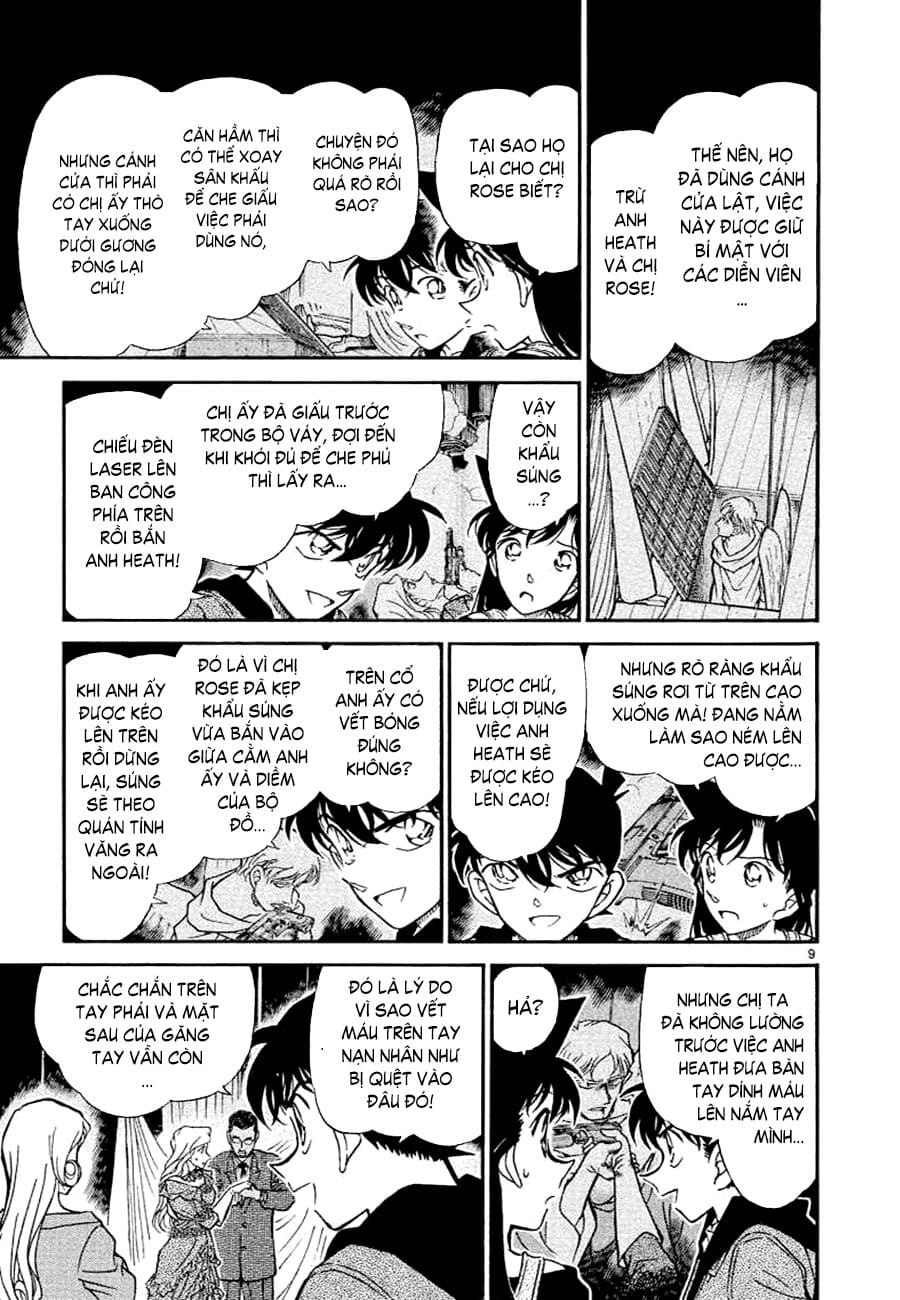 THẾ NÊN, HỌ
ĐÃ DÙNG CÁNH
CỬA LẬT, VIỆC
NÀY ĐƯỢC GIỮ
BÍ MẬT VỚI
CÁC DIỄN VIÊN
...
TRỪ
ANH
HEATH
VÀ CHỊ
ROSE!
TẠI SAO HỌ
LẠI CHO CHỊ
ROSE BIẾT?
CHUYỆN ĐÓ
KHÔNG PHẢI
QUÁ RÕ RỒI
SAO?
CĂN HẦM THÌ
CÓ THỂ XOAY
SÂN KHẤU
ĐỂ CHE GIẤU
VIỆC PHẢI
DÙNG NÓ,
NHƯNG CÁNH
CỬA THÌ PHẢI
CÓ CHỊ ẤY THÒ
TAY XUỐNG
DƯỚI GƯƠNG
ĐÓNG LẠI
CHỨ!
VẬY
CÒN
KHẨU
SÚNG
...?
CHỊ ẤY ĐÃ GIẤU TRƯỚC
TRONG BỘ VÁY, ĐỢI ĐẾN
KHI KHÓI ĐỦ ĐỂ CHE PHỦ
THÌ LẤY RA...
CHIẾU ĐÈN
LASER LÊN
BAN CÔNG
PHÍA TRÊN
RỒI BẮN
ANH HEATH!
NHƯNG RÕ RÀNG KHẨU
SÚNG RƠI TỪ TRÊN CAO
XUỐNG MÀ! ĐANG NẰM
LÀM SAO NÉM LÊN
CAO ĐƯỢC...
ĐƯỢC CHỨ,
NẾU LỢI DỤNG
VIỆC ANH
HEATH SẼ
ĐƯỢC KÉO
LÊN CAO!
TRÊN CỔ
ANH ẤY CÓ
VẾT BỎNG
ĐÚNG
KHÔNG?
ĐÓ LÀ VÌ CHỊ
ROSE ĐÃ KẸP
KHẨU SÚNG
VỪA BẮN VÀO
GIỮA CẰM ANH
ẤY VÀ DIỀM
CỦA BỘ
ĐỒ...
KHI ANH ẤY
ĐƯỢC KÉO
LÊN TRÊN
RỒI DỪNG
LẠI, SÚNG
SẼ THEO
QUÁN TÍNH
VĂNG RA
NGOÀI!
9
NHƯNG CHỊ TA
ĐÃ KHÔNG LƯỜNG
TRƯỚC VIỆC ANH
HEATH ĐƯA BÀN
TAY DÍNH MÁU
LÊN NẮM TAY
MÌNH...
HẢ?
ĐÓ LÀ LÝ DO
VÌ SAO VẾT
MÁU TRÊN TAY
NẠN NHÂN NHƯ
BỊ QUỆT VÀO
ĐÂU ĐÓ!
CHẮC CHẮN TRÊN
TAY PHẢI VÀ MẶT
SAU CỦA GĂNG
TAY VẪN CÒN
...